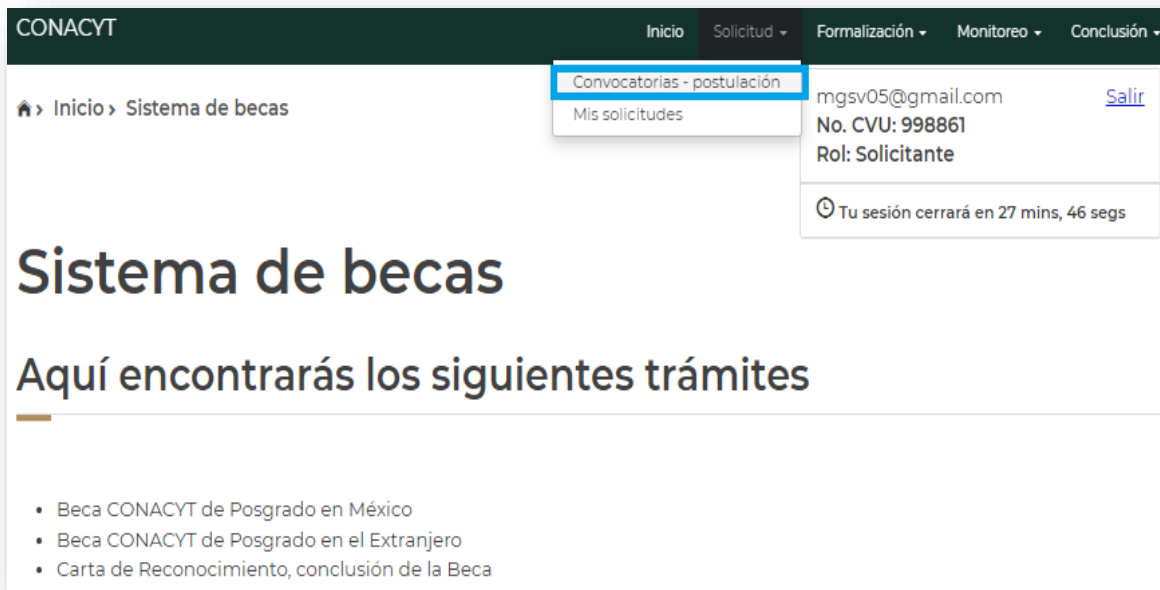 CONACYT
Inicio Solicitud Formalización Monitoreo Conclusión
Convocatorias - postulación
Mis solicitudes
Inicio Sistema de becas
mgsv05@gmail.com Salir
No. CVU: 998861
Rol: Solicitante
Tu sesión cerrará en 27 mins, 46 segs
Sistema de becas
Aquí encontrarás los siguientes trámites
Beca CONACYT de Posgrado en México
Beca CONACYT de Posgrado en el Extranjero
Carta de Reconocimiento, conclusión de la Beca